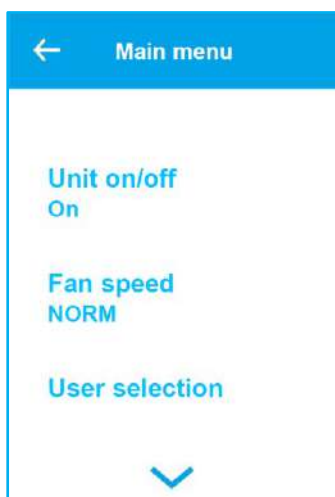 Main menu
Unit on/off
On
Fan speed
NORM
User selection